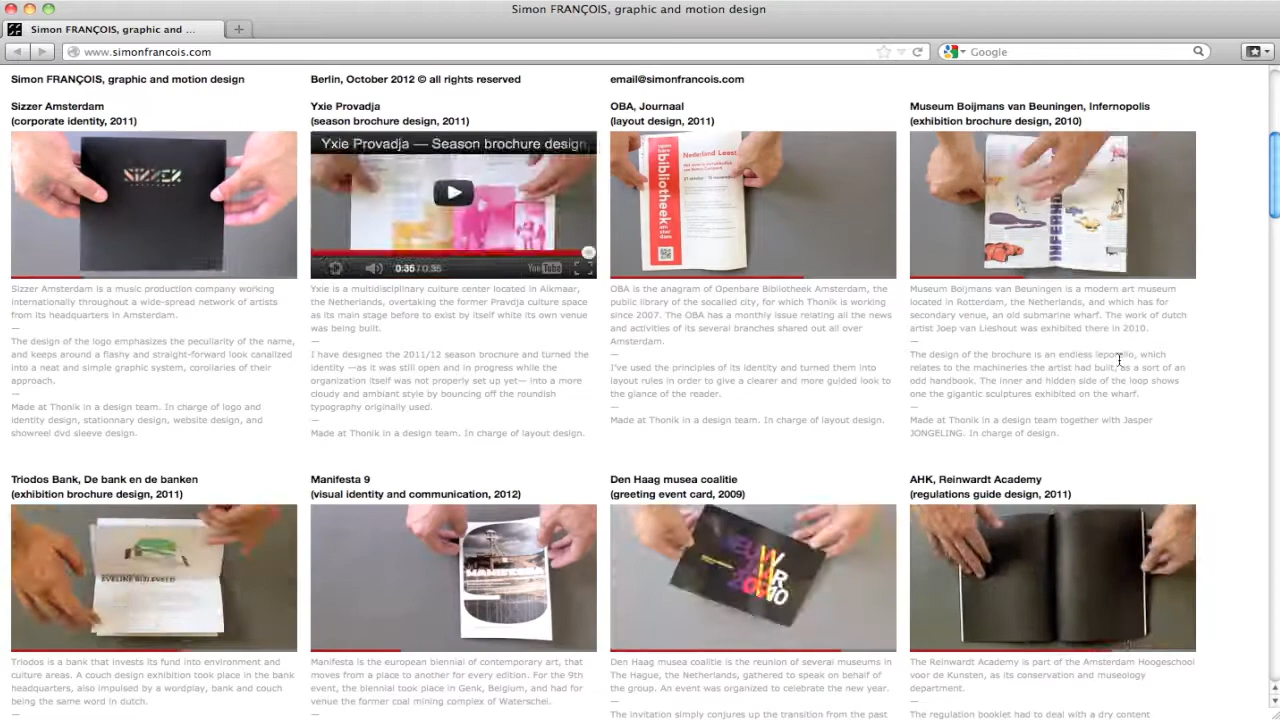 Simon FRANÇOIS, graphic and motion design
Simon FRANÇOIS, graphic and ...
www.simonfrancois.com
Google
Simon FRANÇOIS, graphic and motion design
Berlin, October 2012 © all rights reserved
email@simonfrancois.com
Sizzer Amsterdam
(corporate identity, 2011)
SIZZER
AMSTERDAM
Sizzer Amsterdam is a music production company working
internationally throughout a wide-spread network of artists
from its headquarters in Amsterdam.
—
The design of the logo emphasizes the peculiarity of the name,
and keeps around a flashy and straight-forward look canalized
into a neat and simple graphic system, corollaries of their
approach.
—
Made at Thonik in a design team. In charge of logo and
identity design, stationnary design, website design, and
showreel dvd sleeve design.
Yxie Provadja
(season brochure design, 2011)
Yxie Provadja — Season brochure design,
0:35 / 0:35
YouTube
Yxie is a multidisciplinary culture center located in Alkmaar,
the Netherlands, overtaking the former Pravdja culture space
as its main stage before to exist by itself while its own venue
was being built.
—
I have designed the 2011/12 season brochure and turned the
identity —as it was still open and in progress while the
organization itself was not properly set up yet— into a more
cloudy and ambiant style by bouncing off the roundish
typography originally used.
—
Made at Thonik in a design team. In charge of layout design.
OBA, Journaal
(layout design, 2011)
Nederland Leest
bibliotheek
OBA is the anagram of Openbare Bibliotheek Amsterdam, the
public library of the socalled city, for which Thonik is working
since 2007. The OBA has a monthly issue relating all the news
and activities of its several branches shared out all over
Amsterdam.
—
I've used the principles of its identity and turned them into
layout rules in order to give a clearer and more guided look to
the glance of the reader.
—
Made at Thonik in a design team. In charge of layout design.
Museum Boijmans van Beuningen, Infernopolis
(exhibition brochure design, 2010)
INFERNO
Museum Boijmans van Beuningen is a modern art museum
located in Rotterdam, the Netherlands, and which has for
secondary venue, an old submarine wharf. The work of dutch
artist Joep van Lieshout was exhibited there in 2010.
—
The design of the brochure is an endless leporello, which
relates to the machineries the artist had built, as a sort of an
odd handbook. The inner and hidden side of the loop shows
one the gigantic sculptures exhibited on the wharf.
—
Made at Thonik in a design team together with Jasper
JONGELING. In charge of design.
Triodos Bank, De bank en de banken
(exhibition brochure design, 2011)
Triodos is a bank that invests its fund into environment and
culture areas. A couch design exhibition took place in the bank
headquarters, also impulsed by a wordplay, bank and couch
being the same word in dutch.
—
Manifesta 9
(visual identity and communication, 2012)
MANIFESTA
Manifesta is the european biennial of contemporary art, that
moves from a place to another for every edition. For the 9th
event, the biennial took place in Genk, Belgium, and had for
venue the former coal mining complex of Waterschei.
—
Den Haag musea coalitie
(greeting event card, 2009)
Den Haag musea coalitie is the reunion of several museums in
The Hague, the Netherlands, gathered to speak on behalf of
the group. An event was organized to celebrate the new year.
—
The invitation simply conjures up the transition from the past
AHK, Reinwardt Academy
(regulations guide design, 2011)
The Reinwardt Academy is part of the Amsterdam Hoogeschool
voor de Kunsten, as its conservation and museology
department.
—
The regulation booklet had to deal with a dry content